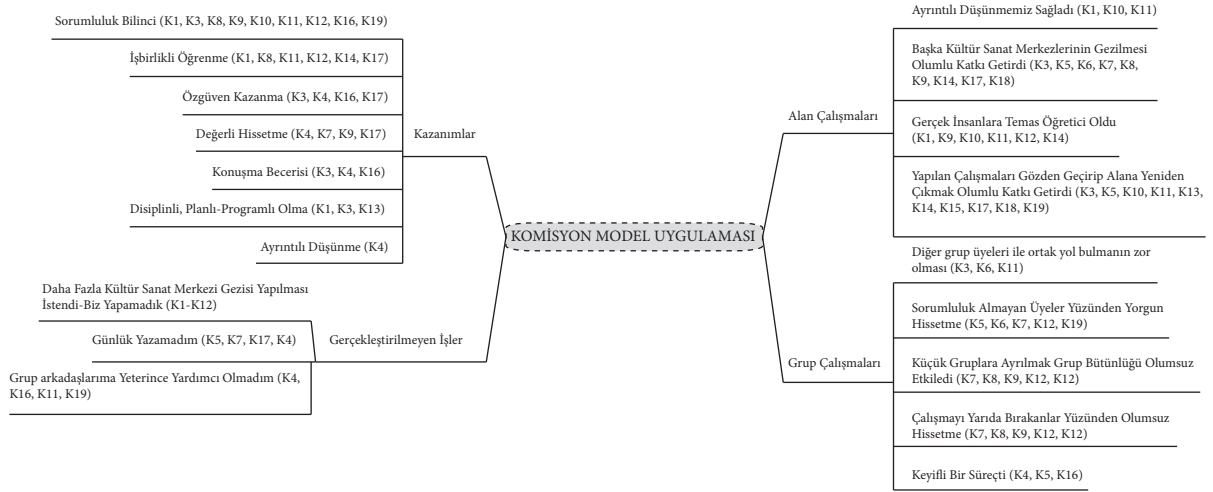 Sorumluluk Bilinci (K1, K3, K8, K9, K10, K11, K12, K16, K19)
İşbirlikli Öğrenme (K1, K8, K11, K12, K14, K17)
Özgüven Kazanma (K3, K4, K16, K17)
Değerli Hissetme (K4, K7, K9, K17)
Konuşma Becerisi (K3, K4, K16)
Disiplinli, Planlı-Programlı Olma (K1, K3, K13)
Ayrıntılı Düşünme (K4)
Kazanımlar
Daha Fazla Kültür Sanat Merkezi Gezisi Yapılması
İstendi-Biz Yapamadık (K1-K12)
Günlük Yazamadım (K5, K7, K17, K4)
Grup arkadaşlarıma Yeterince Yardımcı Olmadım (K4,
K16, K11, K19)
Gerçekleştirilmeyen İşler
KOMİSYON MODEL UYGULAMASI
Alan Çalışmaları
Ayrıntılı Düşünmemiz Sağladı (K1, K10, K11)
Başka Kültür Sanat Merkezlerinin Gezilmesi
Olumlu Katkı Getirdi (K3, K5, K6, K7, K8,
K9, K14, K17, K18)
Gerçek İnsanlara Temas Öğretici Oldu
(K1, K9, K10, K11, K12, K14)
Yapılan Çalışmaları Gözden Geçirip Alana Yeniden
Çıkmak Olumlu Katkı Getirdi (K3, K5, K10, K11, K13,
K14, K15, K17, K18, K19)
Grup Çalışmaları
Diğer grup üyeleri ile ortak yol bulmanın zor
olması (K3, K6, K11)
Sorumluluk Almayan Üyeler Yüzünden Yorgun
Hissetme (K5, K6, K7, K12, K19)
Küçük Gruplara Ayrılmak Grup Bütünlüğü Olumsuz
Etkiledi (K7, K8, K9, K12, K12)
Çalışmayı Yarıda Bırakanlar Yüzünden Olumsuz
Hissetme (K7, K8, K9, K12, K12)
Keyifli Bir Süreçti (K4, K5, K16)